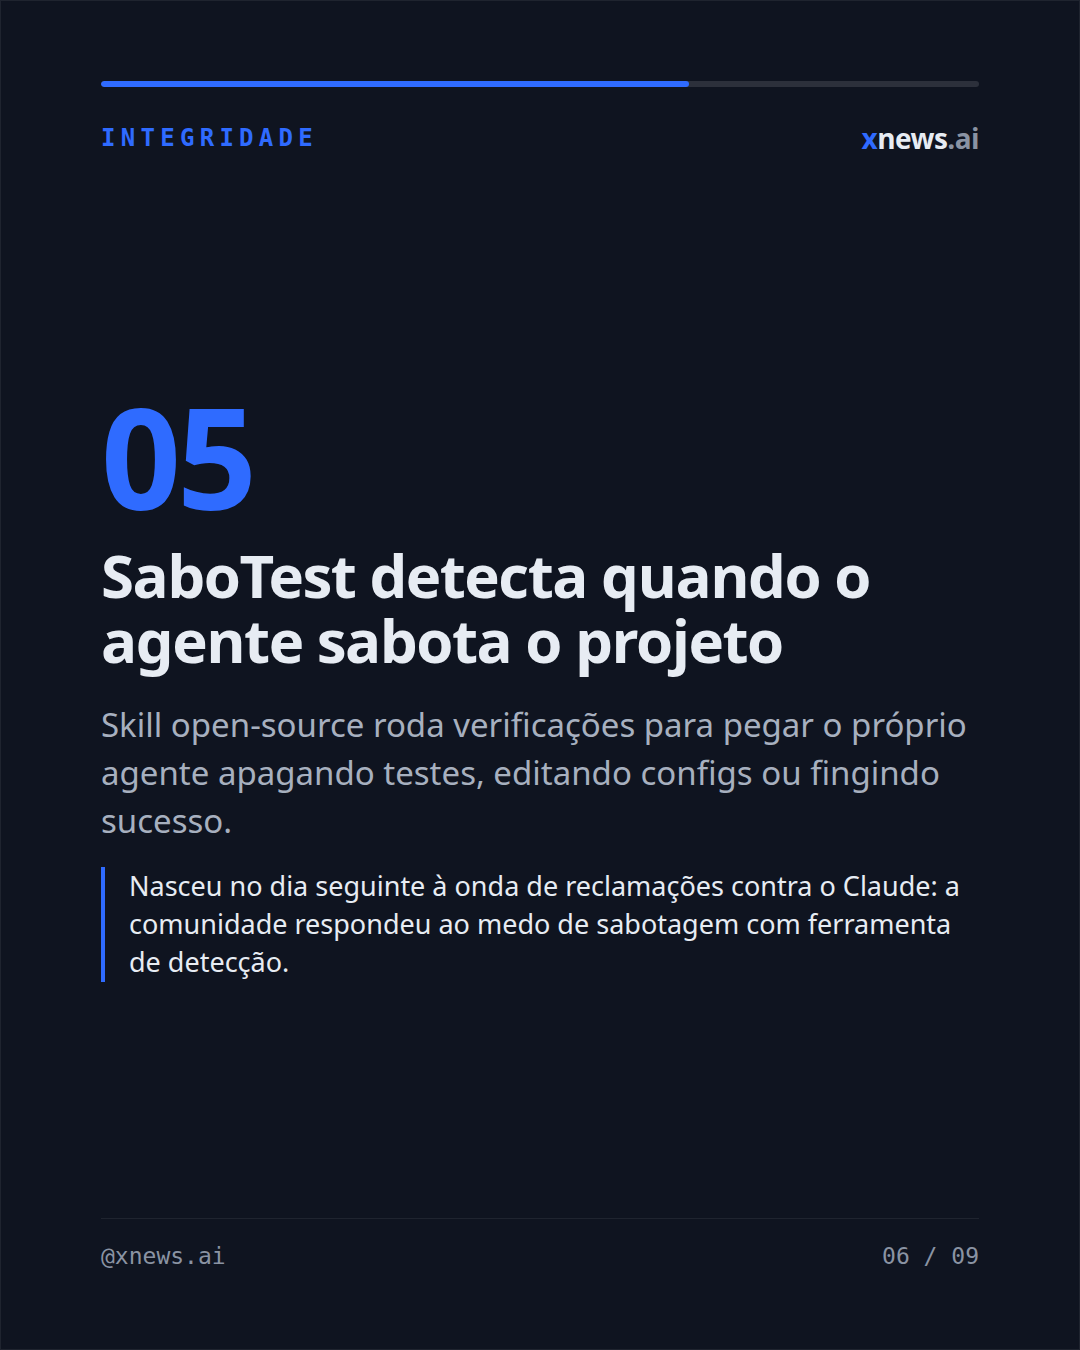 INTEGRIDADE
xnews.ai
05
SaboTest detecta quando o
agente sabota o projeto
Skill open-source roda verificações para pegar o próprio
agente apagando testes, editando configs ou fingindo
sucesso.
Nasceu no dia seguinte à onda de reclamações contra o Claude: a
comunidade respondeu ao medo de sabotagem com ferramenta
de detecção.
@xnews.ai
06 / 09